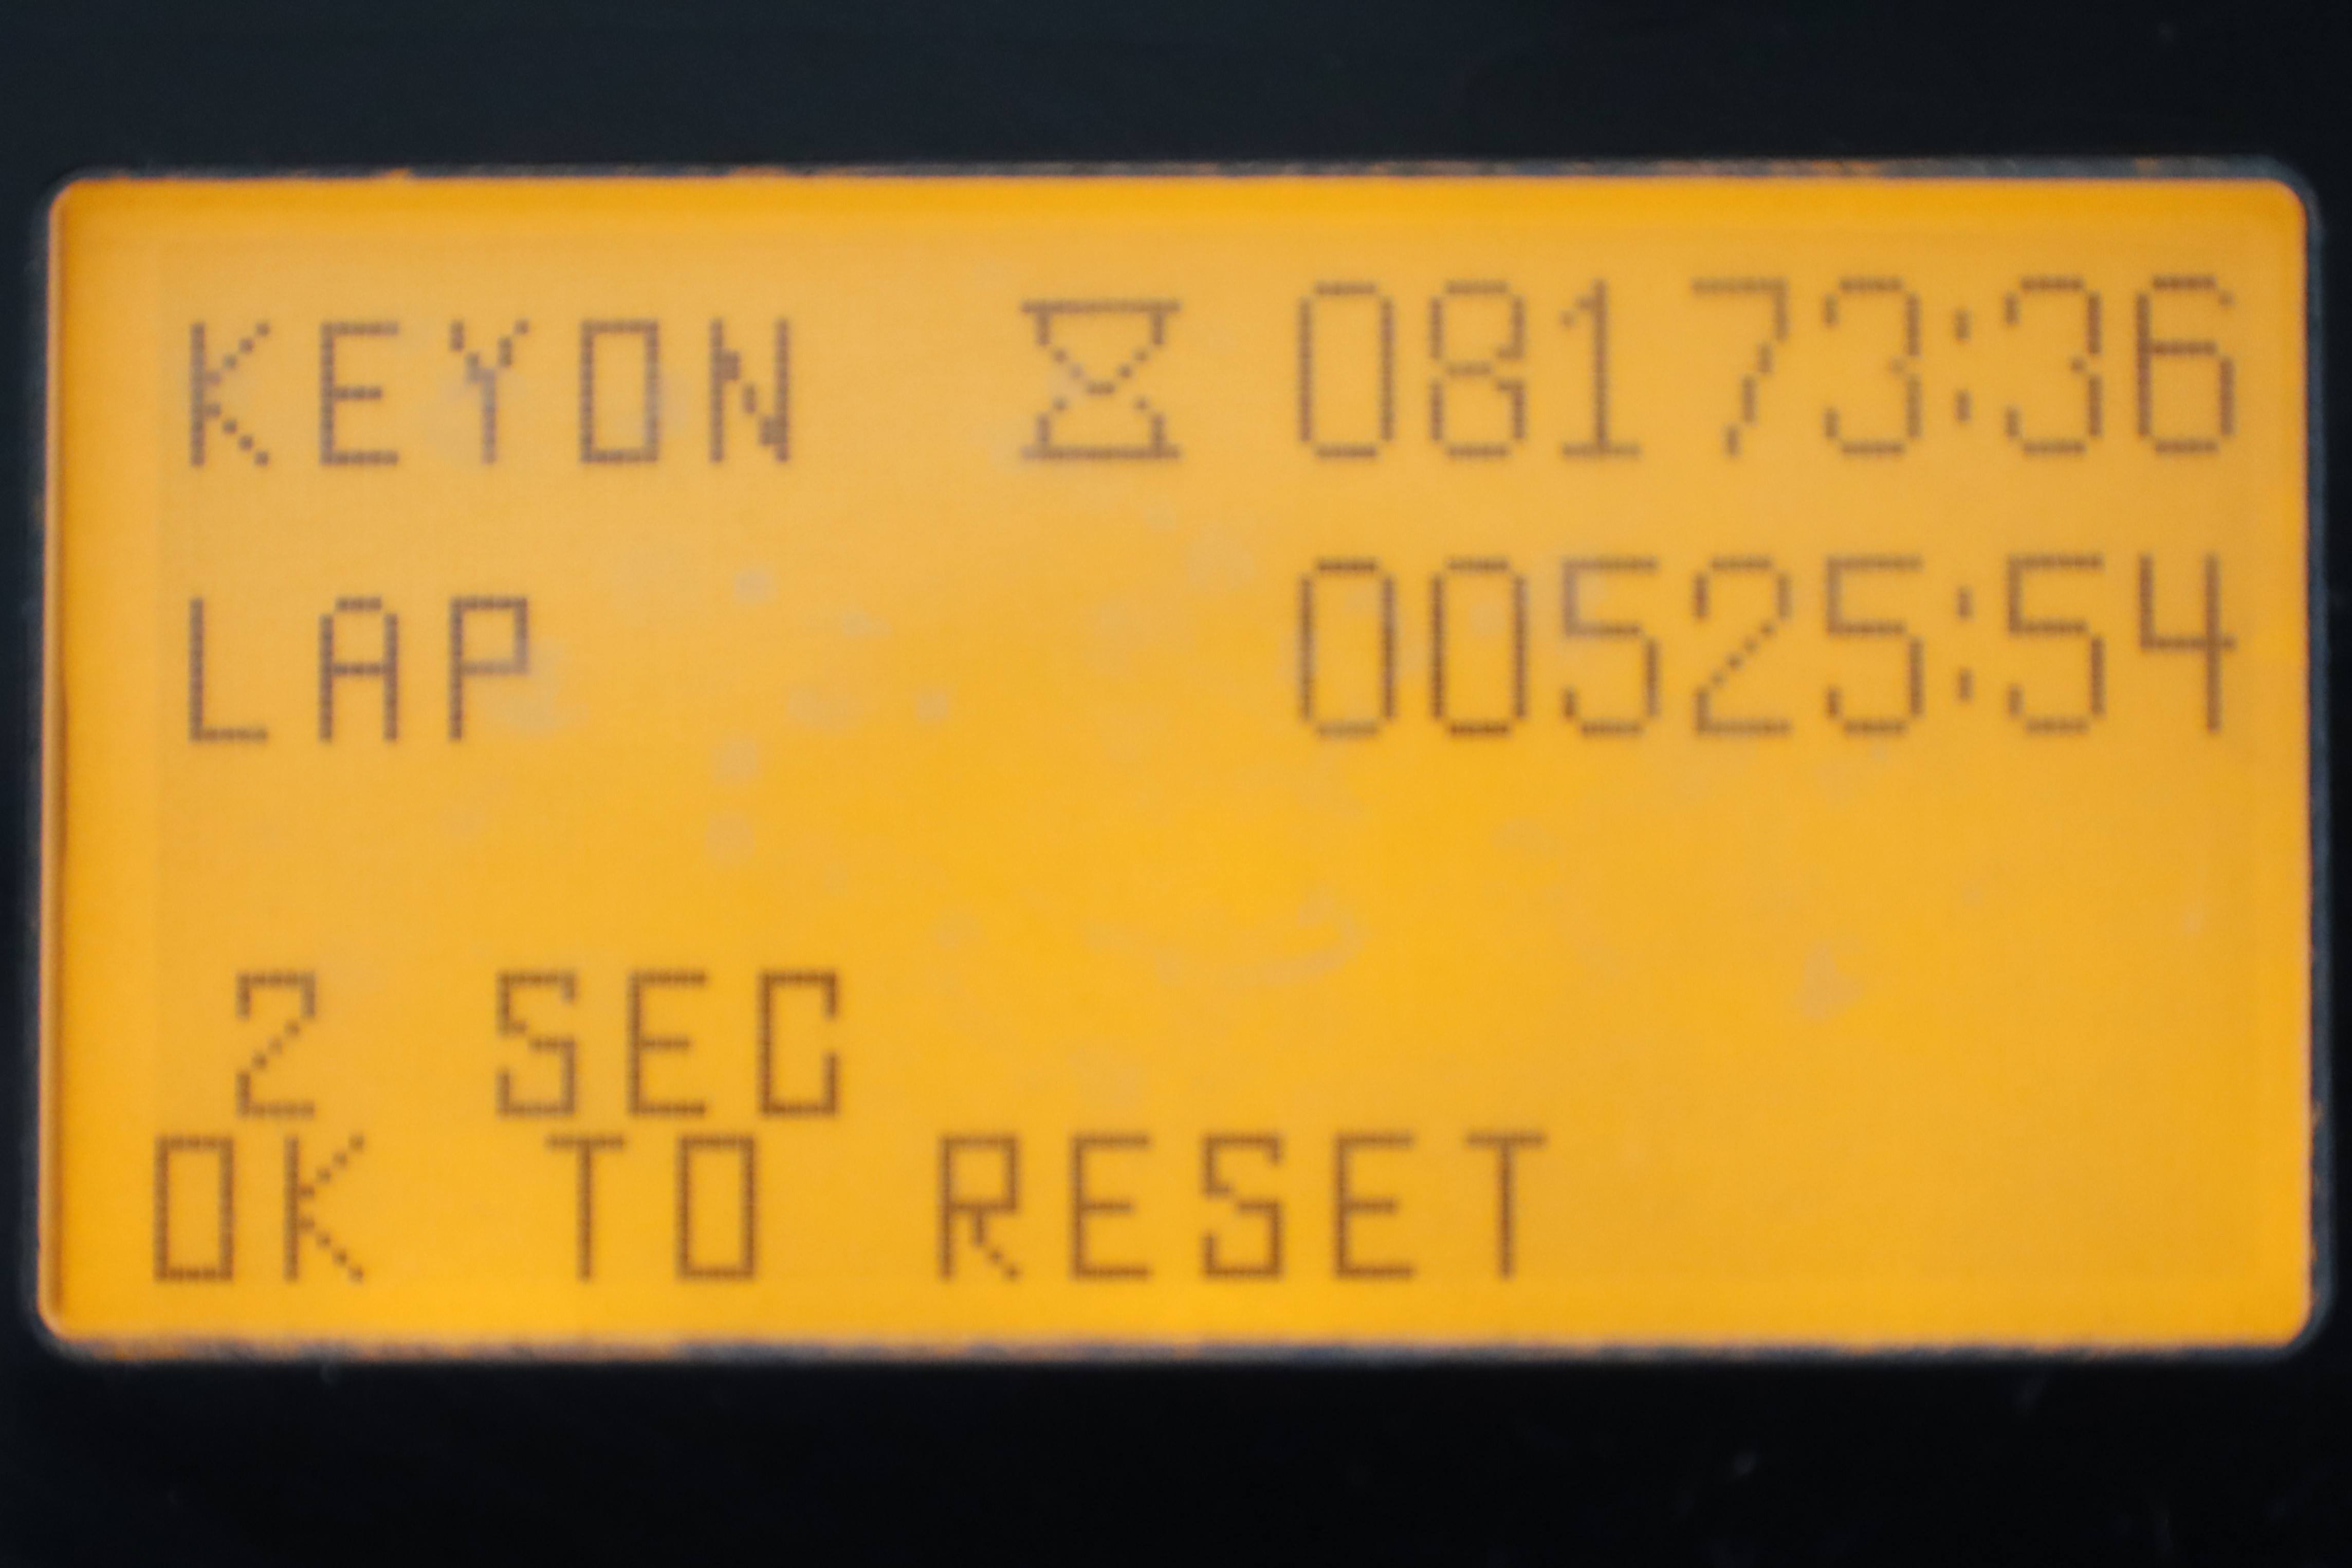 KEYON ⌛ 08173:36
LAP 00525:54
2 SEC
OK TO RESET